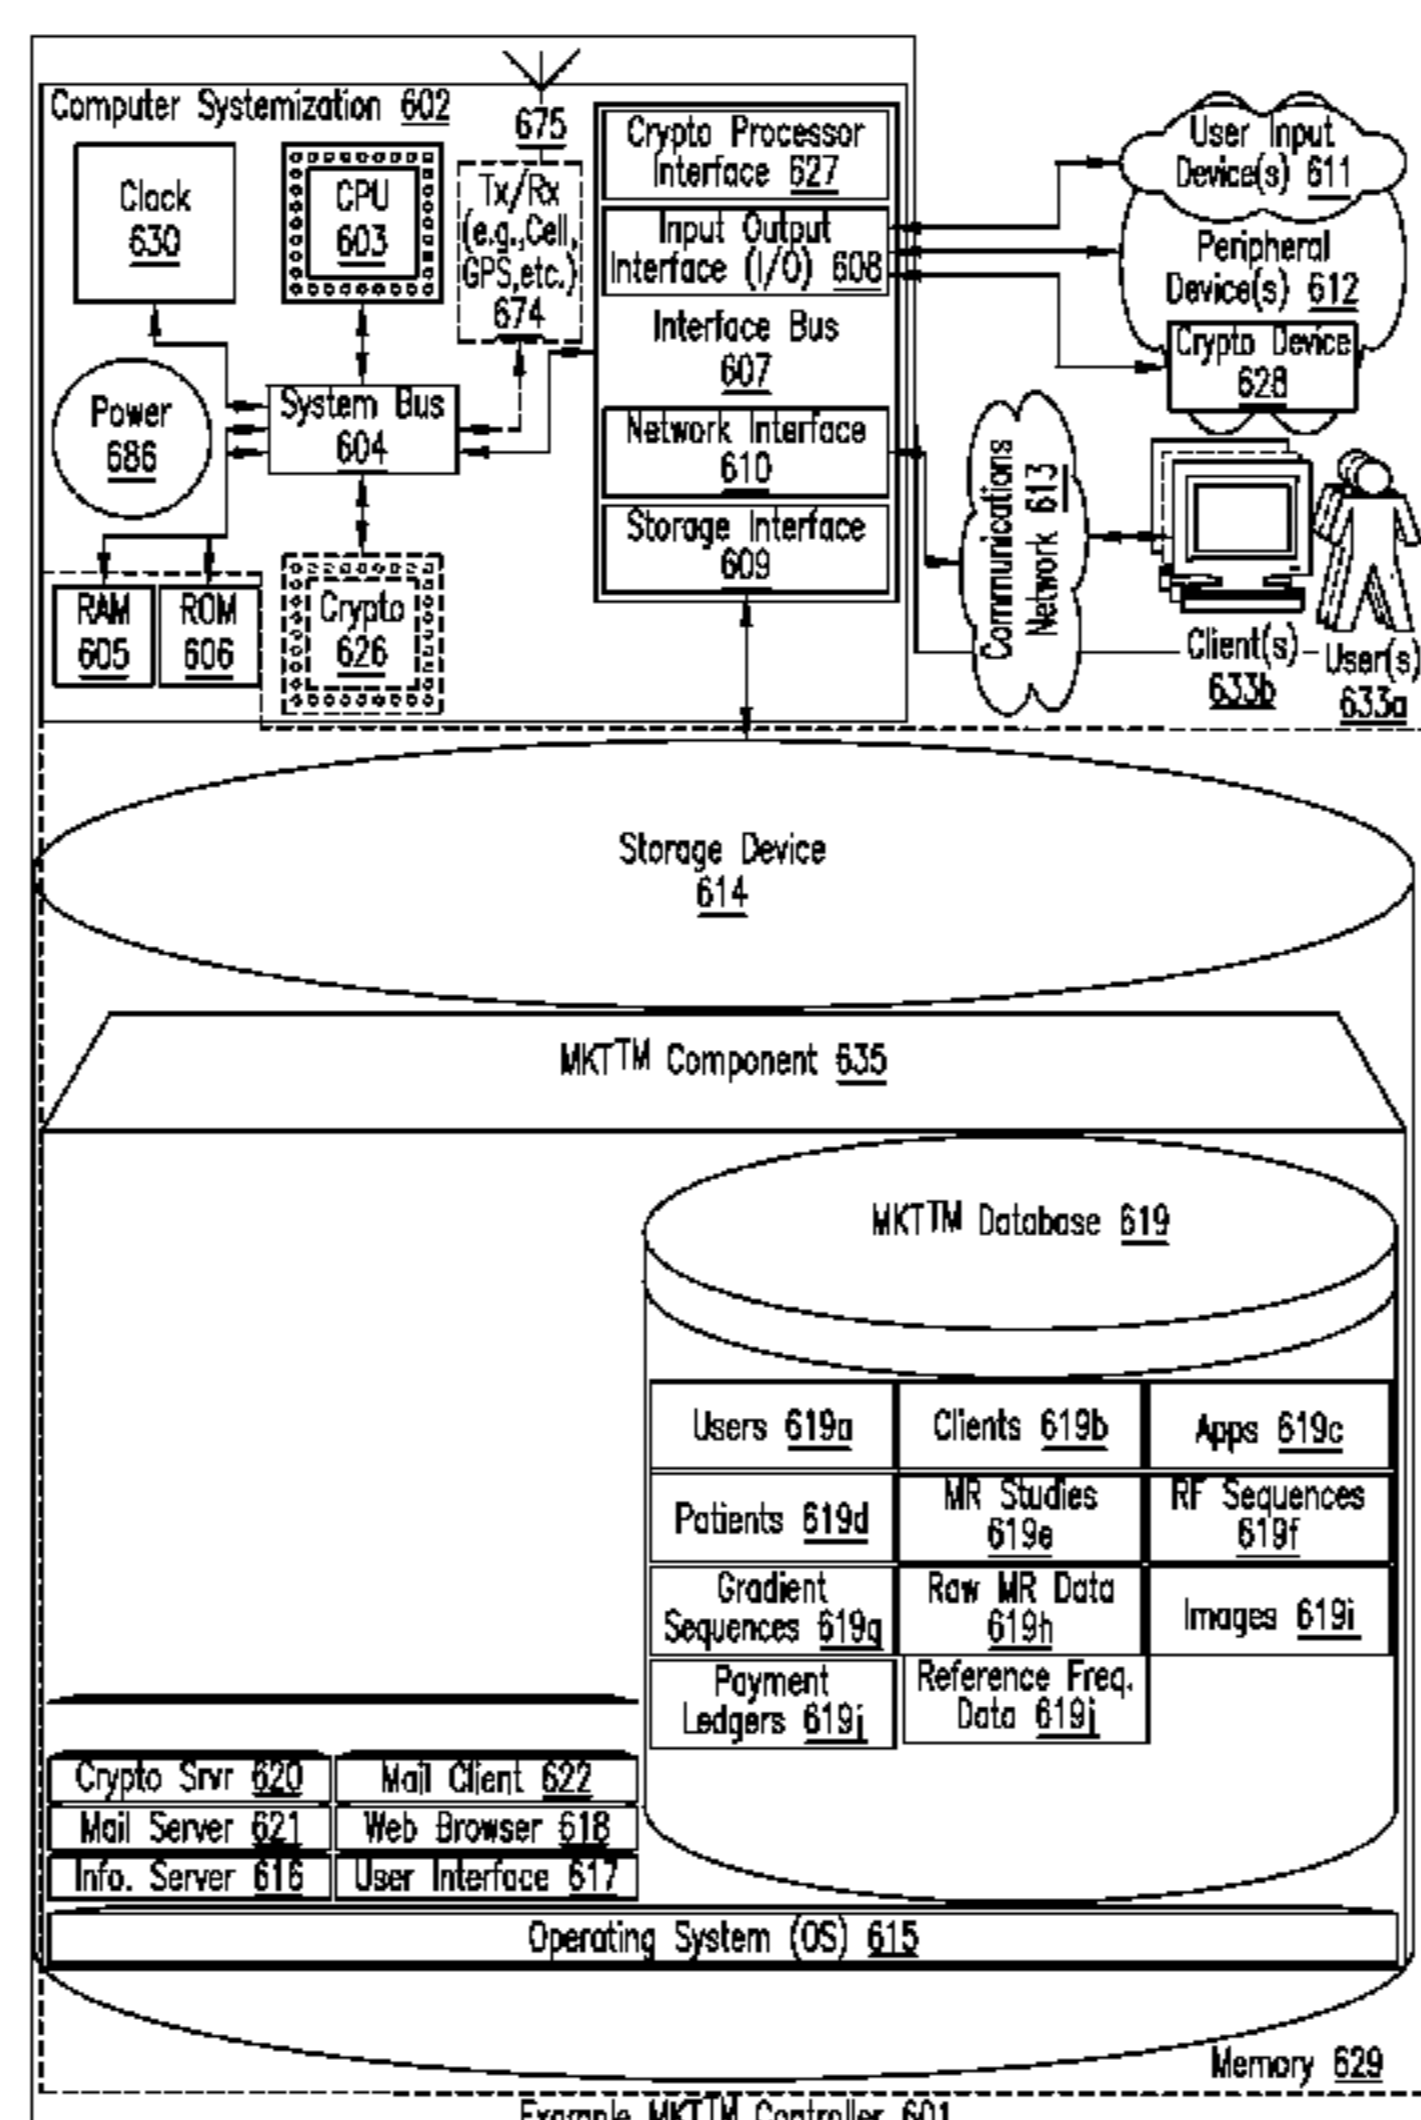 Computer Systemization 602
Clock
630
CPU
603
675
Tx/Rx
(e.g.,Cell,
GPS,etc.)
674
Crypto Processor
Interface 627
Input Output
Interface (I/O) 608
Interface Bus
607
Network Interface
610
Storage Interface
609
User Input
Device(s) 611
Peripheral
Device(s) 612
Crypto Device
628
Power
686
System Bus
604
RAM
605
ROM
606
Crypto
626
Communications
Network 613
Client(s)
633b
User(s)
633a
Storage Device
614
MKT™ Component 635
MKT™ Database 619
Users 619a
Clients 619b
Apps 619c
Patients 619d
MR Studies
619e
RF Sequences
619f
Gradient
Sequences 619g
Raw MR Data
619h
Images 619i
Payment
Ledgers 619j
Reference Freq.
Data 619j
Crypto Srvr 620
Mail Client 622
Mail Server 621
Web Browser 618
Info. Server 616
User Interface 617
Operating System (OS) 615
Memory 629
Example MKT™ Controller 601